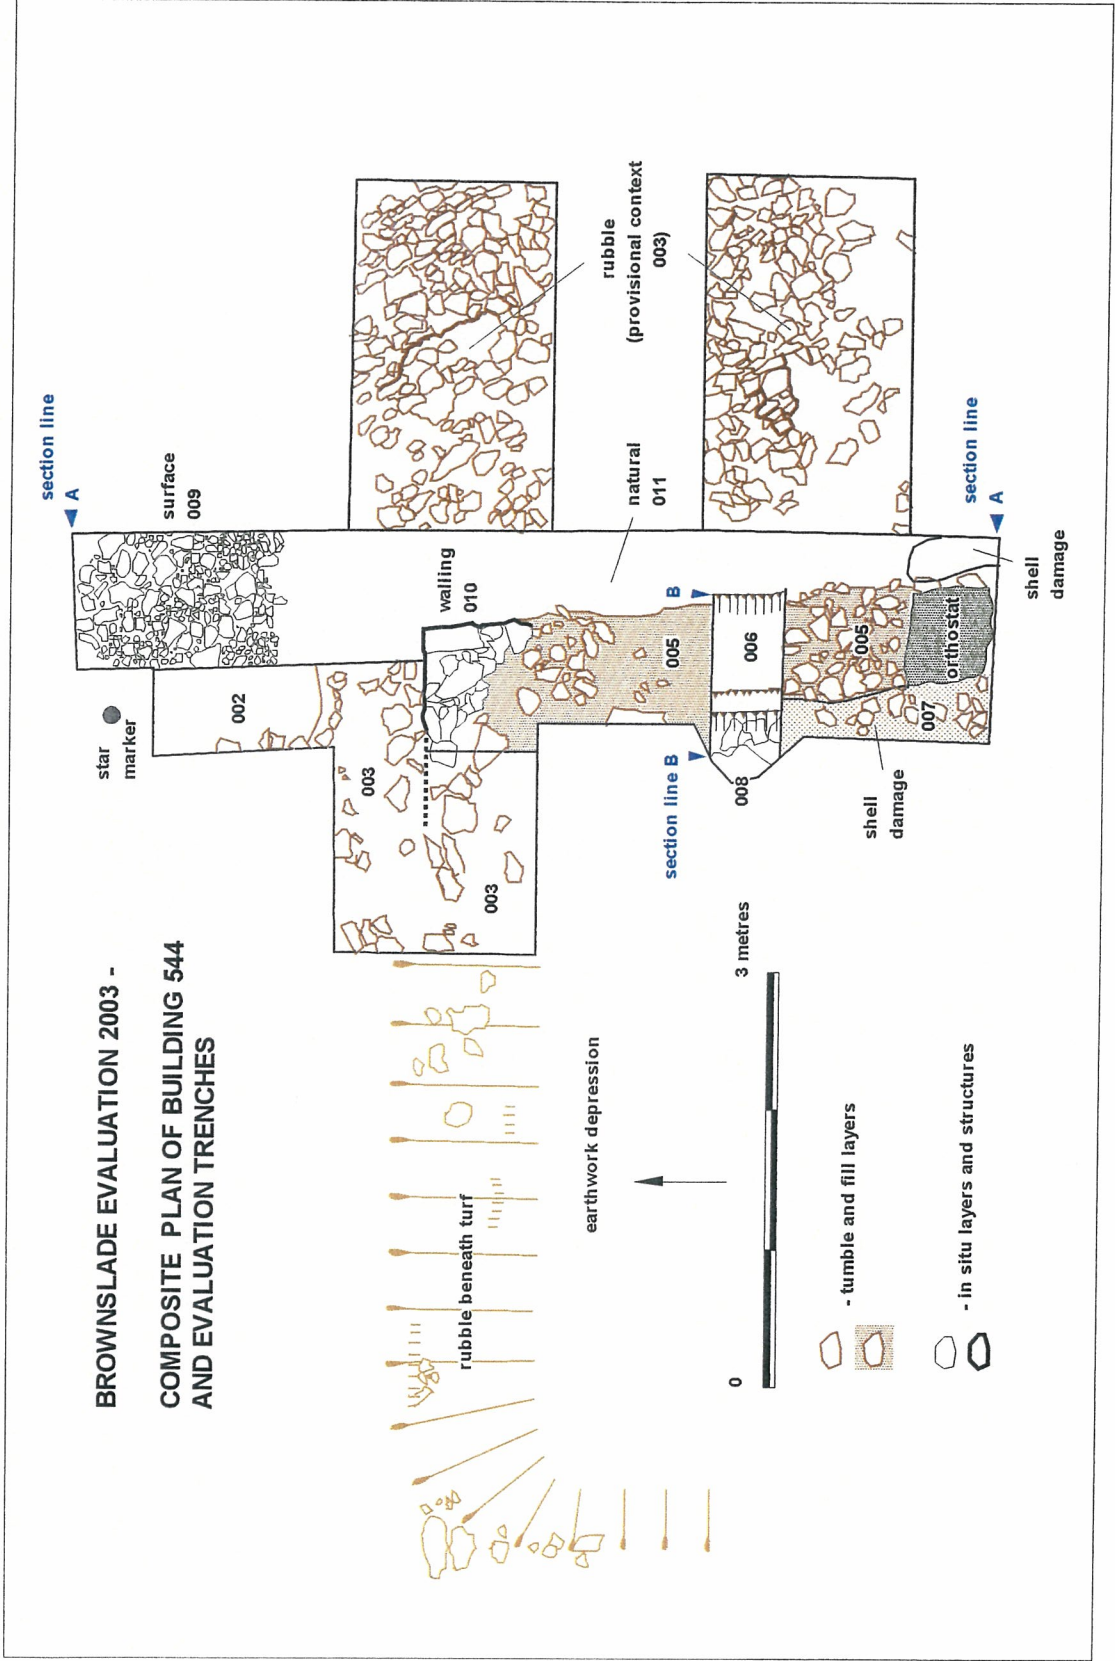 BROWNSLADE EVALUATION 2003 -
COMPOSITE PLAN OF BUILDING 544
AND EVALUATION TRENCHES
star
marker
002
surface
009
section line
A
003
003
walling
010
natural
011
rubble
(provisional context
003)
005
B
section line B
006
008
005
007
orthostat
shell
damage
shell
damage
section line
A
rubble beneath turf
earthwork depression
0
3 metres
- tumble and fill layers
- in situ layers and structures